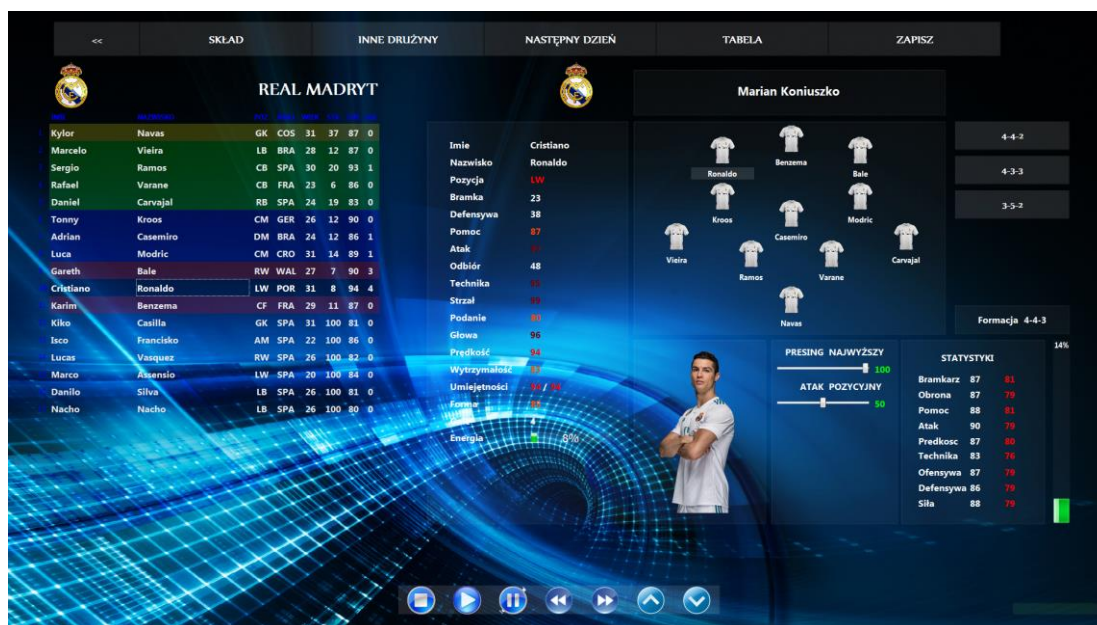 << SKŁAD INNE DRUŻYNY NASTĘPNY DZIEŃ TABELA ZAPISZ
REAL MADRYT
Kylor Navas GK COS 31 37 87 0
Marcelo Vieira LB BRA 28 12 87 0
Sergio Ramos CB SPA 30 20 93 1
Rafael Varane CB FRA 23 6 86 0
Daniel Carvajal RB SPA 24 19 83 0
Tonny Kroos CM GER 26 12 90 0
Adrian Casemiro DM BRA 24 12 86 1
Luca Modric CM CRO 31 14 89 1
Gareth Bale RW WAL 27 7 90 3
Cristiano Ronaldo LW POR 31 8 94 4
Karim Benzema CF FRA 29 11 87 0
Kiko Casilla GK SPA 31 100 81 0
Isco Francisko AM SPA 22 100 86 0
Lucas Vasquez RW SPA 26 100 82 0
Marco Assensio LW SPA 20 100 84 0
Danilo Silva LB SPA 26 100 81 0
Nacho Nacho LB SPA 26 100 80 0
Imie Cristiano
Nazwisko Ronaldo
Pozycja LW
Bramka 23
Defensywa 38
Pomoc 87
Atak
Odbiór 48
Technika
Strzał
Podanie
Głowa 96
Prędkość 94
Wytrzymałość
Umiejętności
Forma
4
Energia 8%
Marian Koniuszko
Ronaldo
Benzema
Bale
Kroos
Casemiro
Modric
Vieira
Ramos
Varane
Carvajal
Navas
4-4-2
4-3-3
3-5-2
Formacja 4-4-3
14%
PRESING NAJWYŻSZY
100
ATAK POZYCYJNY
50
STATYSTYKI
Bramkarz 87 81
Obrona 87 79
Pomoc 88 81
Atak 90 79
Predkosc 87 80
Technika 83 76
Ofensywa 87 79
Defensywa 86 79
Siła 88 79